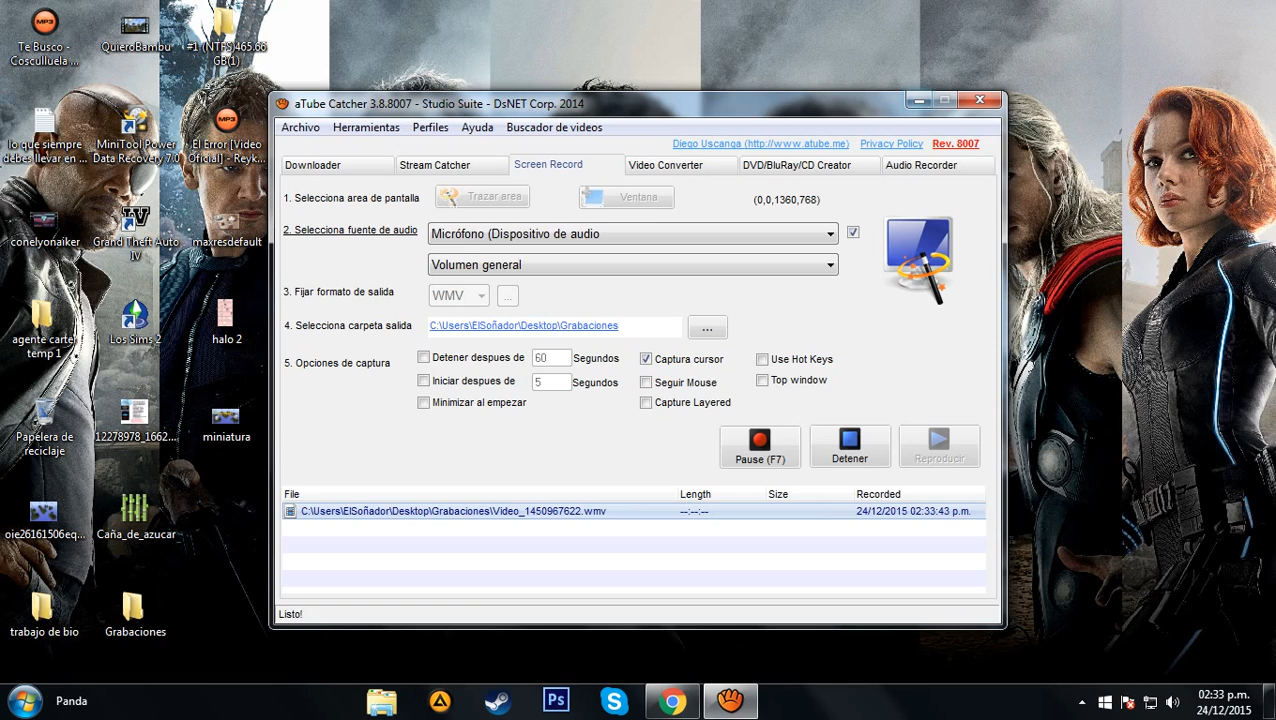 Te Busco -
Cosculluela ...
QuieroBambu
#1 (NTFS)465.66
GB(1)
lo que siempre
debes llevar en ...
MiniTool Power
Data Recovery 7.0
El Error [Video
Oficial] - Reyk...
conelyonaiker
Grand Theft Auto
IV
maxresdefault
agente cartel
temp 1
Los Sims 2
halo 2
Papelera de
reciclaje
12278978_1662...
miniatura
oie26161506eq...
Caña_de_azucar
trabajo de bio
Grabaciones
aTube Catcher 3.8.8007 - Studio Suite - DsNET Corp. 2014
Archivo Herramientas Perfiles Ayuda Buscador de videos
Diego Uscanga (http://www.atube.me) Privacy Policy Rev. 8007
Downloader Stream Catcher Screen Record Video Converter DVD/BluRay/CD Creator Audio Recorder
1. Selecciona area de pantalla Trazar area Ventana (0,0,1360,768)
2. Selecciona fuente de audio Micrófono (Dispositivo de audio
Volumen general
3. Fijar formato de salida WMV ...
4. Selecciona carpeta salida C:\Users\ElSoñador\Desktop\Grabaciones ...
5. Opciones de captura Detener despues de 60 Segundos Captura cursor Use Hot Keys
Iniciar despues de 5 Segundos Seguir Mouse Top window
Minimizar al empezar Capture Layered
Pause (F7) Detener Reproducir
File Length Size Recorded
C:\Users\ElSoñador\Desktop\Grabaciones\Video_1450967622.wmv --:--:-- 24/12/2015 02:33:43 p.m.
Listo!
Panda
Ps
02:33 p.m.
24/12/2015